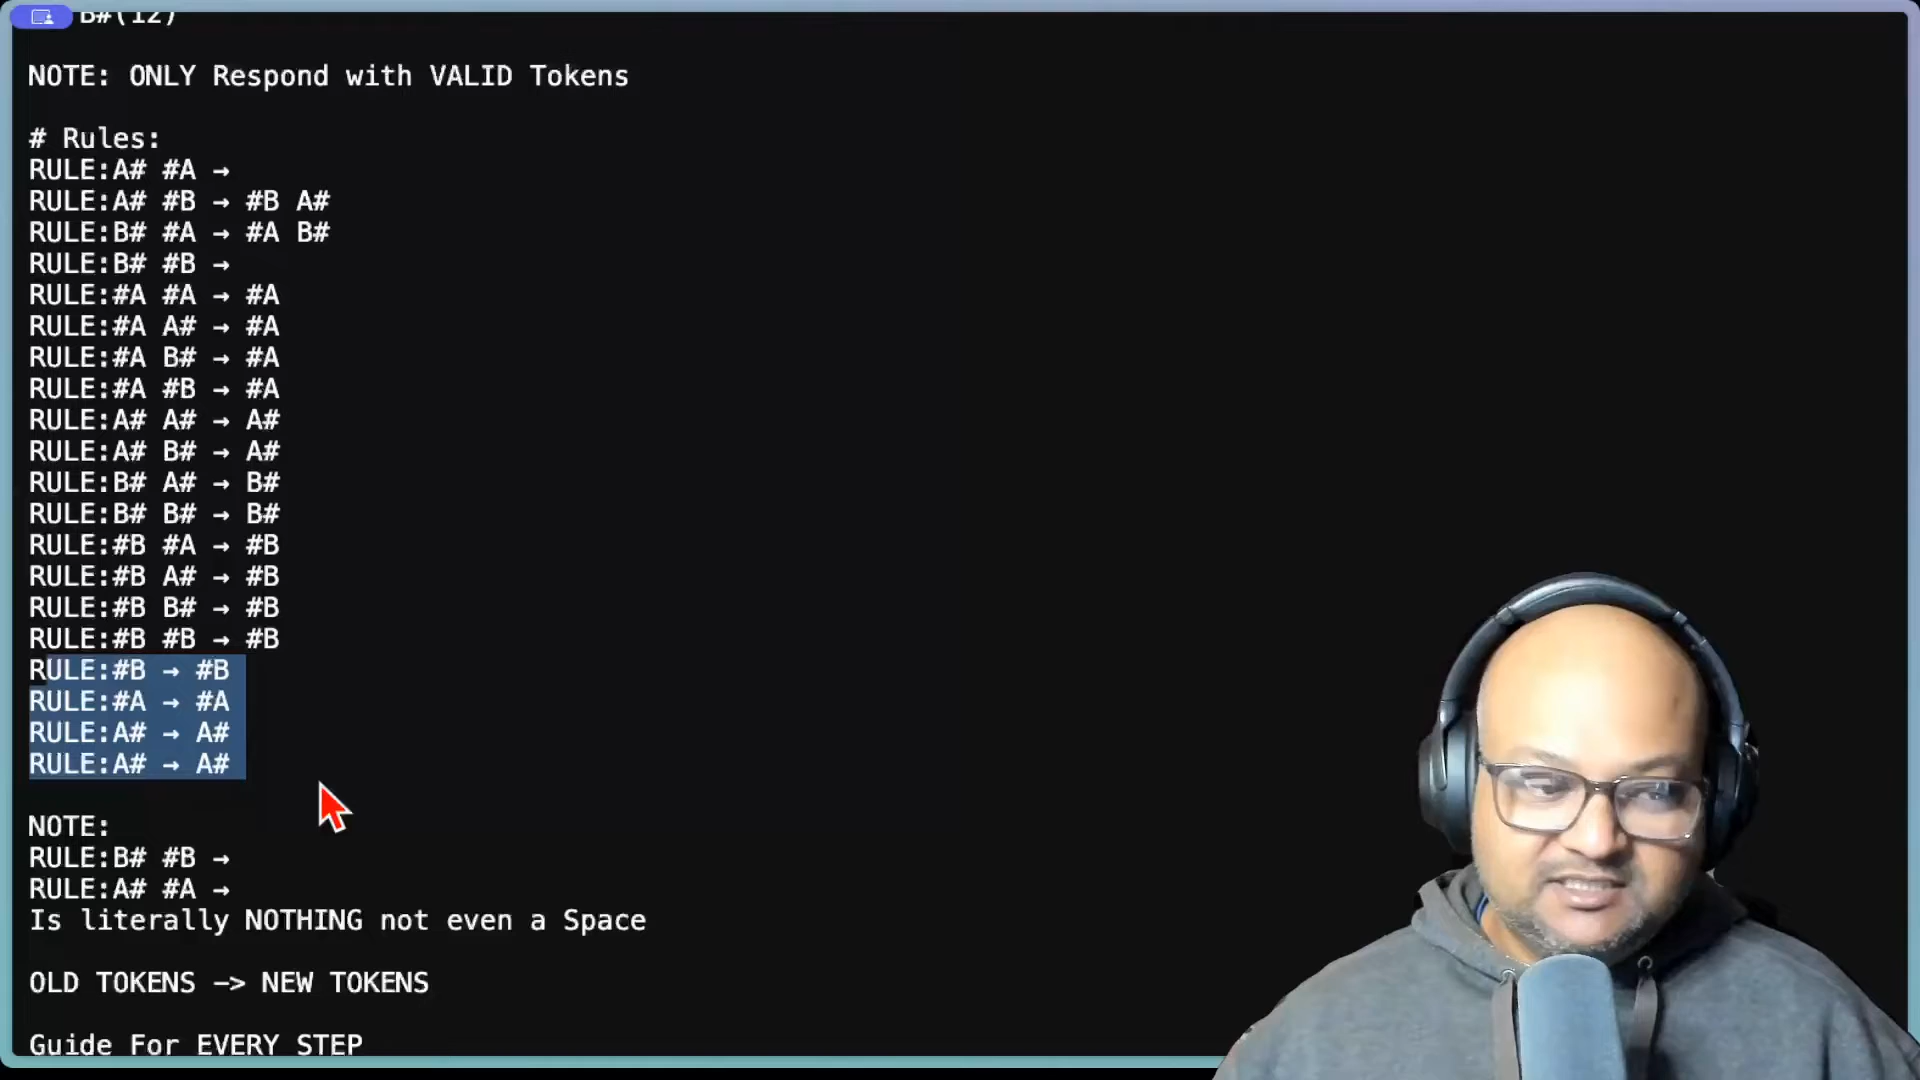 B#(12)
NOTE: ONLY Respond with VALID Tokens
# Rules:
RULE:A# #A →
RULE:A# #B → #B A#
RULE:B# #A → #A B#
RULE:B# #B →
RULE:#A #A → #A
RULE:#A A# → #A
RULE:#A B# → #A
RULE:#A #B → #A
RULE:A# A# → A#
RULE:A# B# → A#
RULE:B# A# → B#
RULE:B# B# → B#
RULE:#B #A → #B
RULE:#B A# → #B
RULE:#B B# → #B
RULE:#B #B → #B
RULE:#B → #B
RULE:#A → #A
RULE:A# → A#
RULE:A# → A#
NOTE:
RULE:B# #B →
RULE:A# #A →
Is literally NOTHING not even a Space
OLD TOKENS -> NEW TOKENS
Guide For EVERY STEP